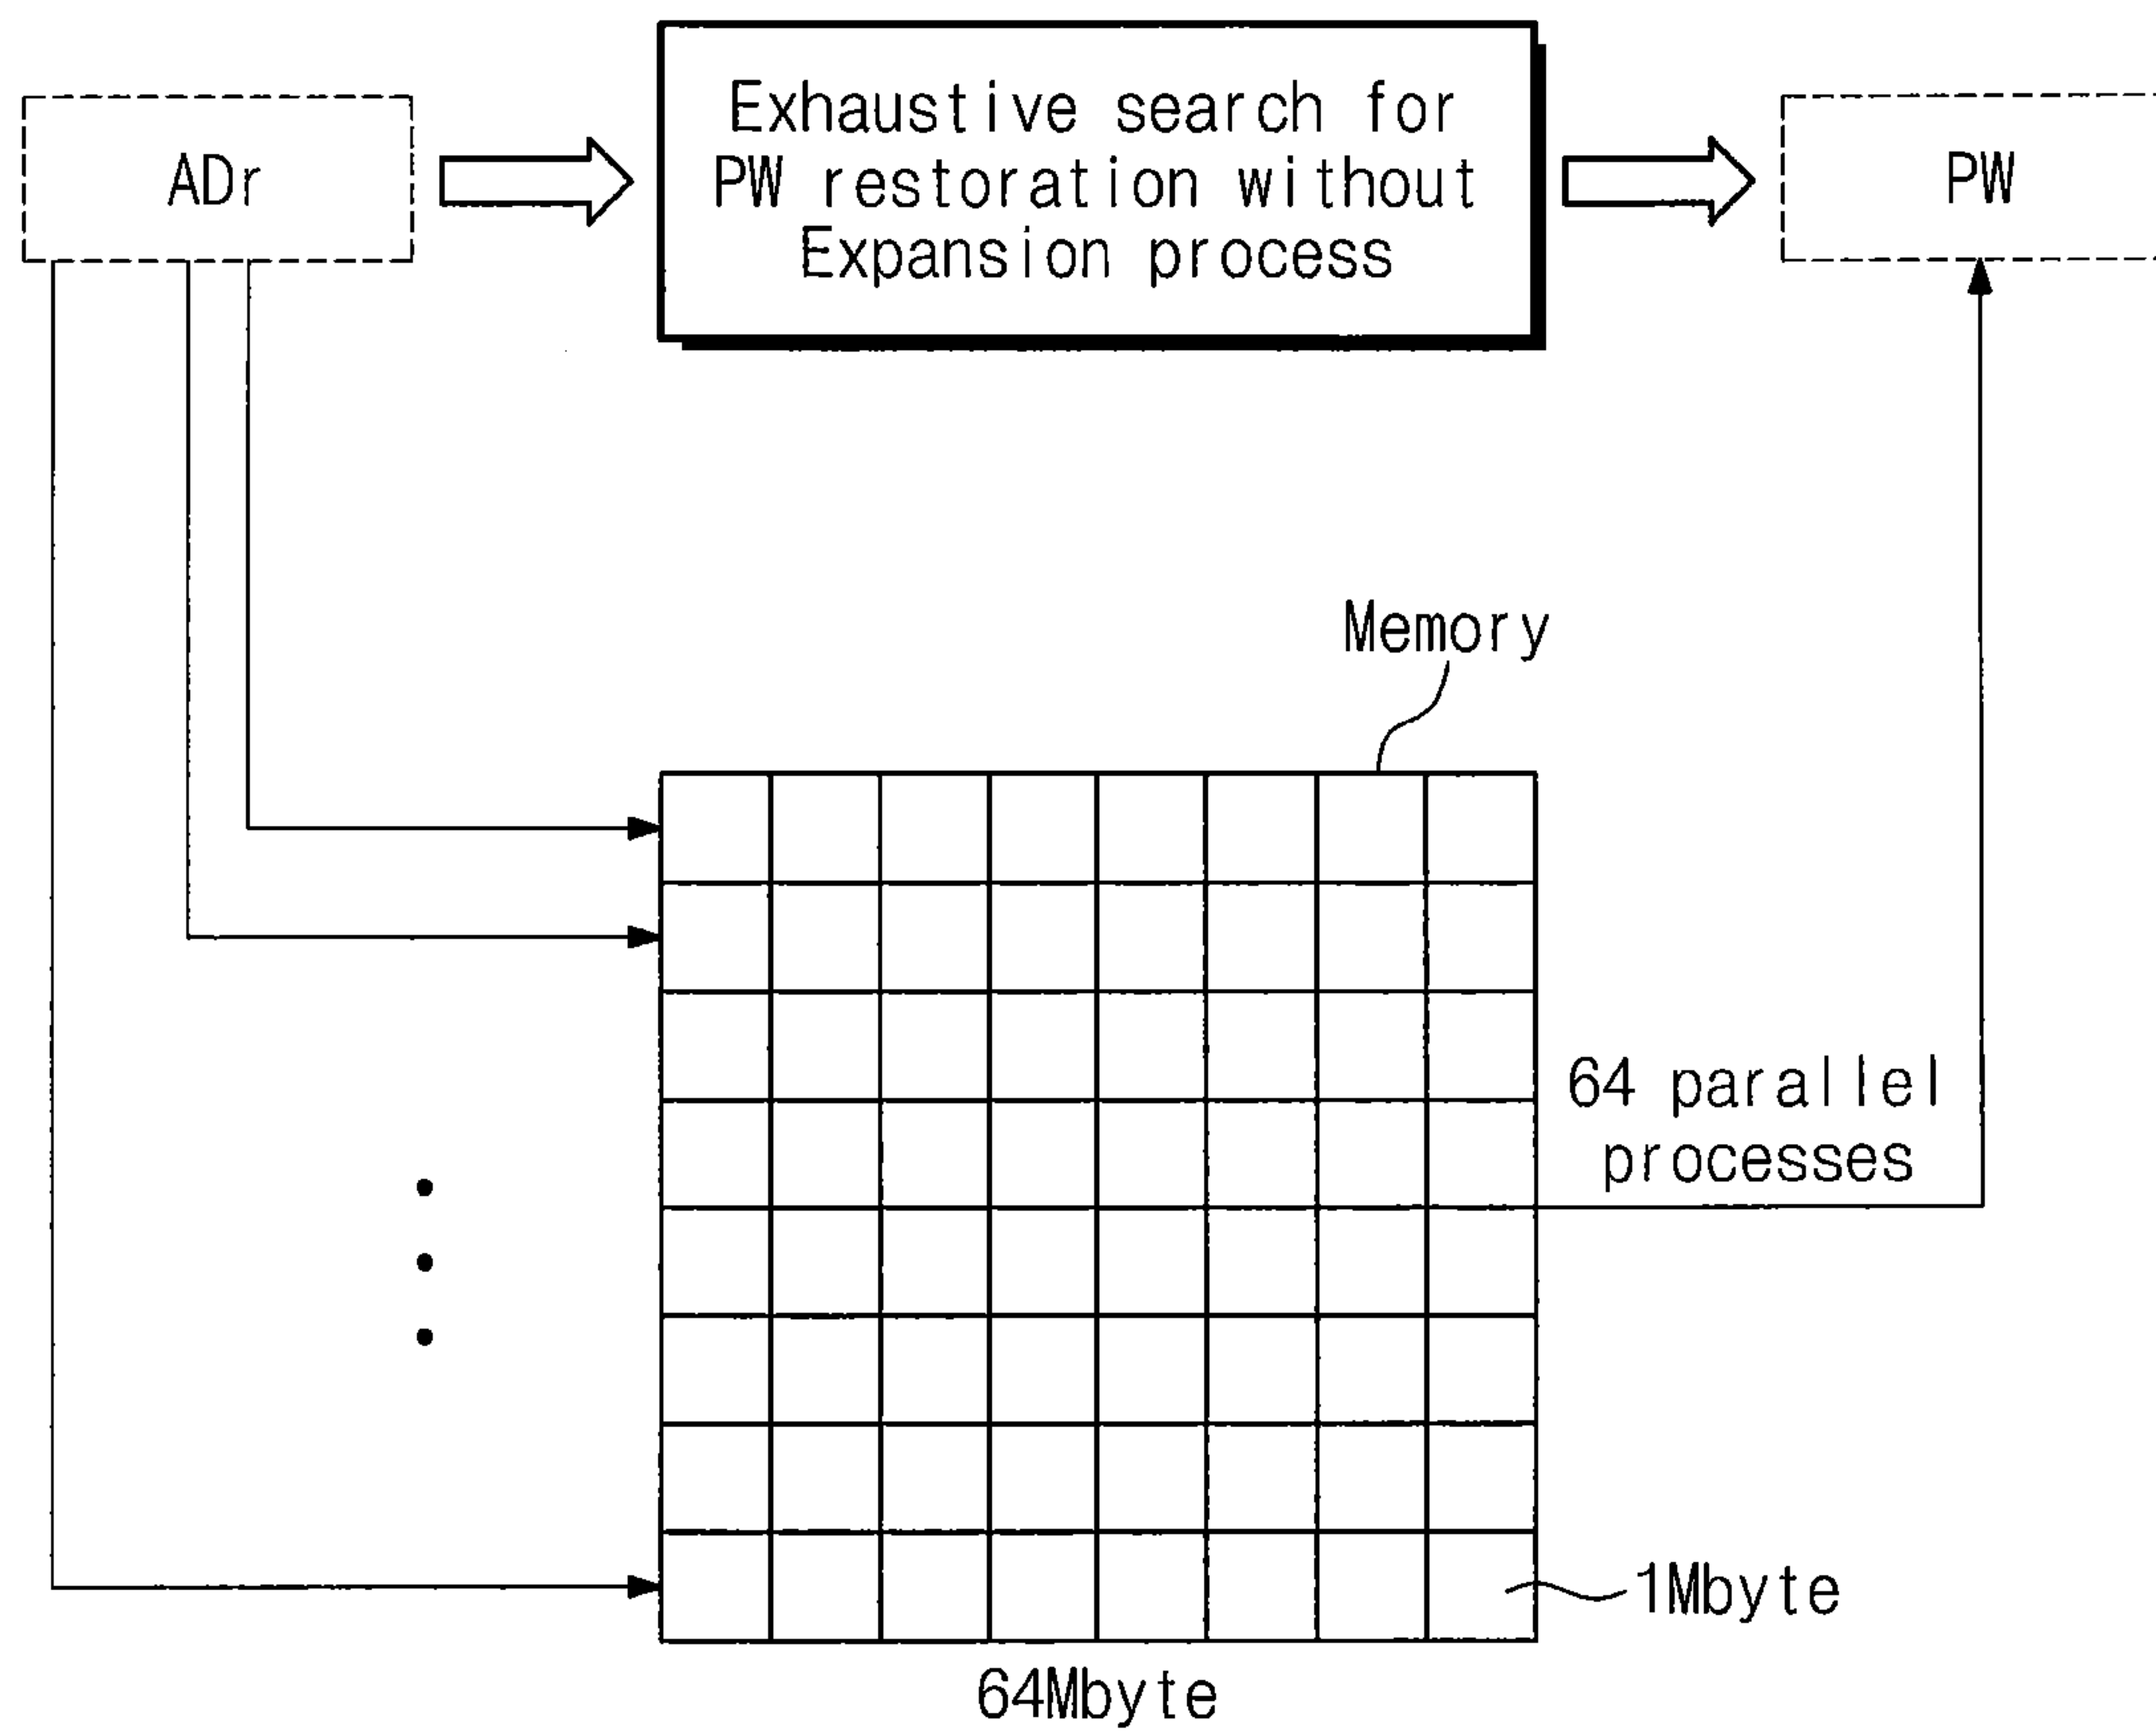 ADr
Exhaustive search for
PW restoration without
Expansion process
PW
Memory
64 parallel
processes
1Mbyte
64Mbyte